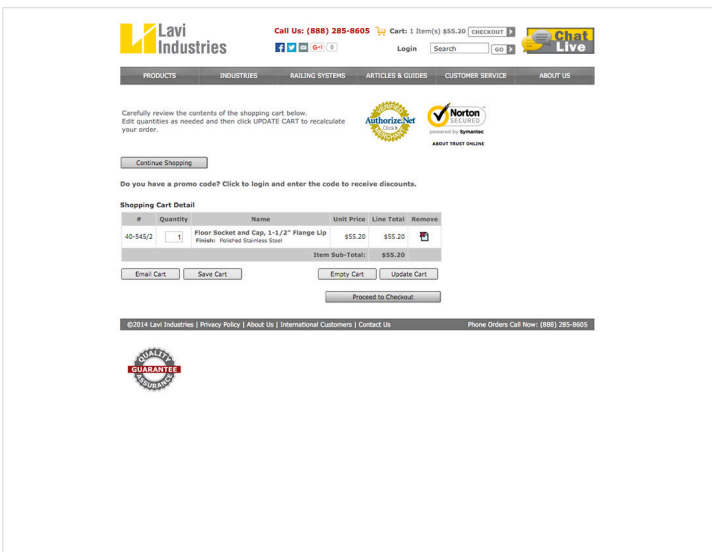 Lavi
Industries
Call Us: (888) 285-8605
Cart: 1 Item(s) $55.20 CHECKOUT
G+1 0
Login Search GO
Chat
Live
PRODUCTS INDUSTRIES RAILING SYSTEMS ARTICLES & GUIDES CUSTOMER SERVICE ABOUT US
Carefully review the contents of the shopping cart below.
Edit quantities as needed and then click UPDATE CART to recalculate
your order.
Authorize.Net
Click
Norton
SECURED
powered by Symantec
ABOUT TRUST ONLINE
Continue Shopping
Do you have a promo code? Click to login and enter the code to receive discounts.
Shopping Cart Detail
# Quantity Name Unit Price Line Total Remove
40-545/2 1 Floor Socket and Cap, 1-1/2" Flange Lip $55.20 $55.20
Finish: Polished Stainless Steel
Item Sub-Total: $55.20
Email Cart Save Cart Empty Cart Update Cart
Proceed to Checkout
©2014 Lavi Industries | Privacy Policy | About Us | International Customers | Contact Us Phone Orders Call Now: (888) 285-8605
QUALITY
GUARANTEE
ASSURANCE